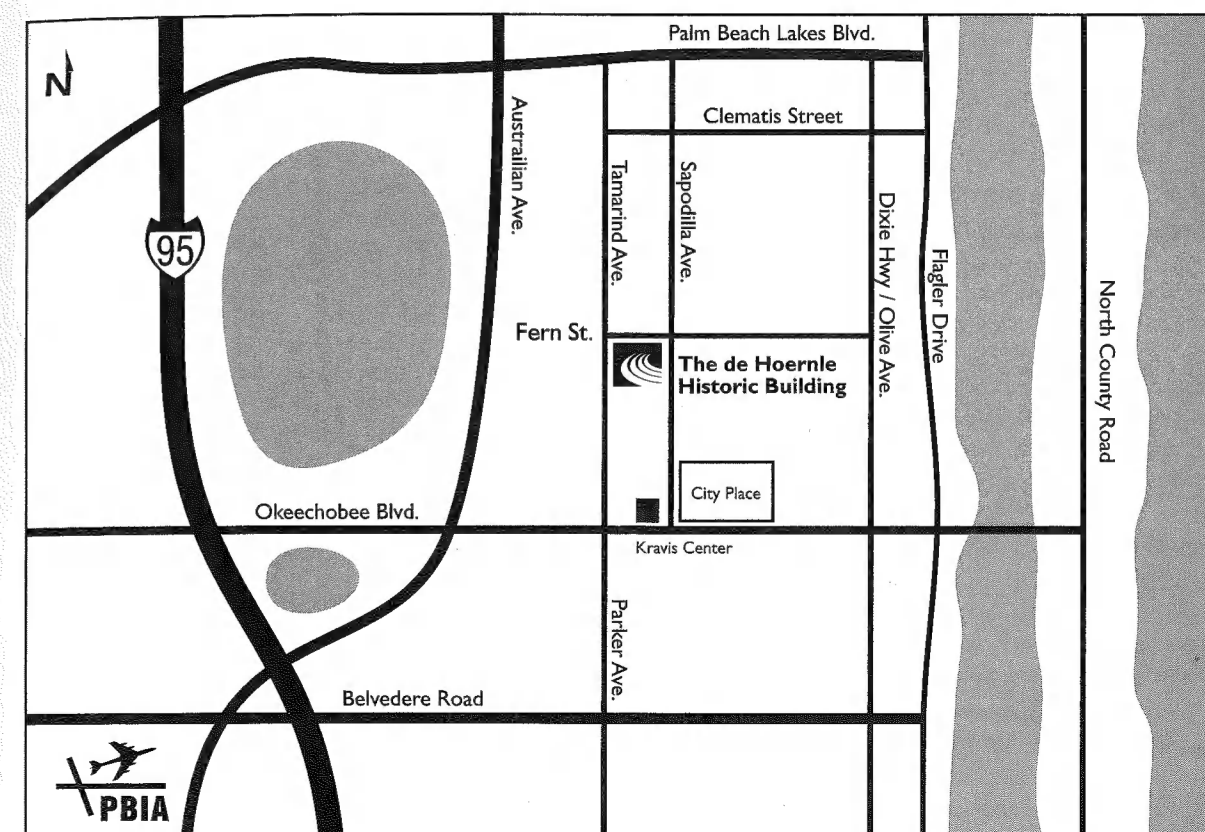 Palm Beach Lakes Blvd.
N
Clematis Street
Austrailian Ave.
Tamarind Ave.
Sapodilla Ave.
Dixie Hwy / Olive Ave.
95
Flagler Drive
North County Road
Fern St.
The de Hoernle
Historic Building
City Place
Okeechobee Blvd.
Kravis Center
Parker Ave.
Belvedere Road
PBIA